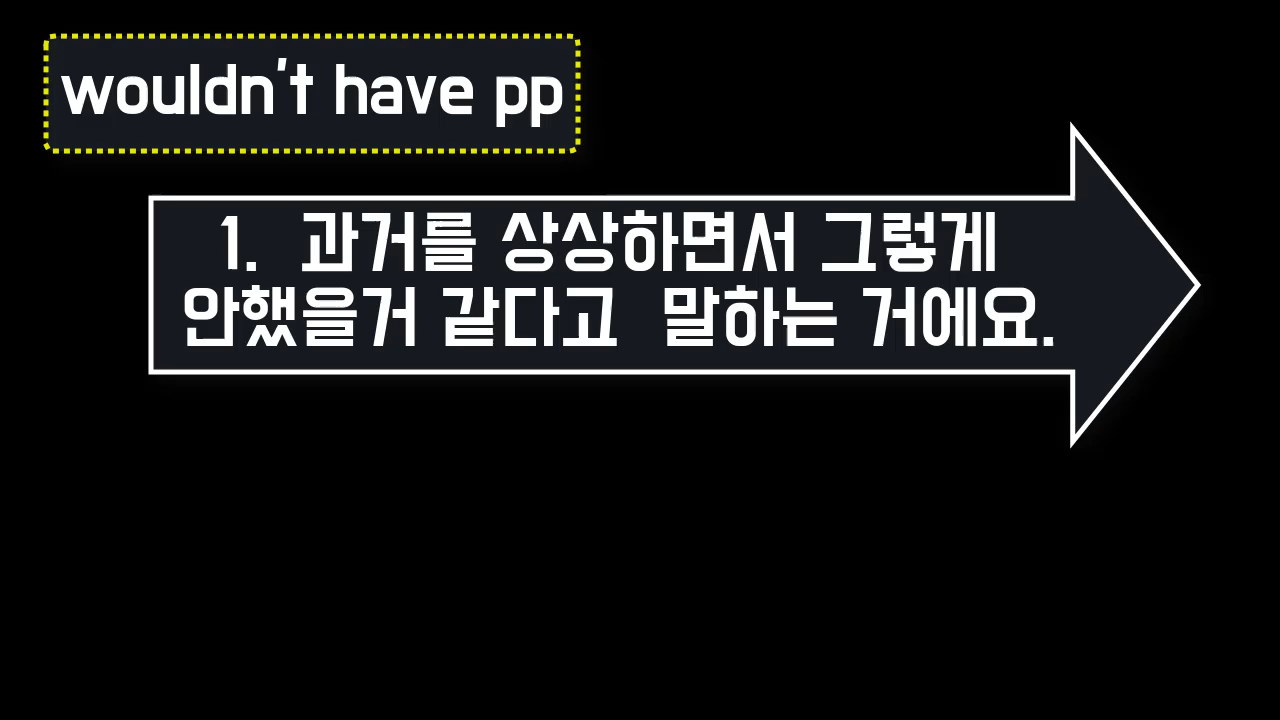 wouldn't have pp
1. 과거를 상상하면서 그렇게
안했을거 같다고 말하는 거에요.